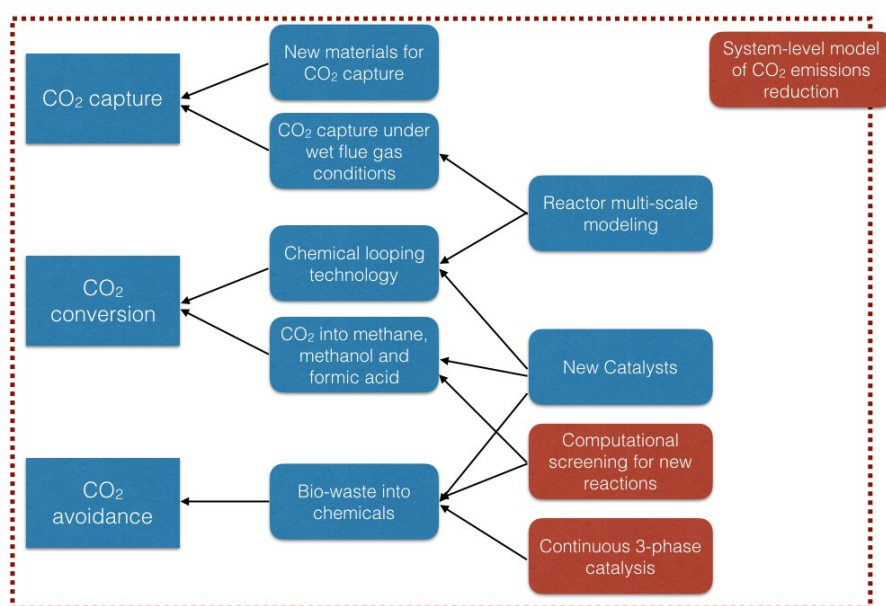 New materials for
CO₂ capture
System-level model
of CO₂ emissions
reduction
CO₂ capture
CO₂ capture under
wet flue gas
conditions
Reactor multi-scale
modeling
Chemical looping
technology
CO₂
conversion
CO₂ into methane,
methanol and
formic acid
New Catalysts
Computational
screening for new
reactions
CO₂
avoidance
Bio-waste into
chemicals
Continuous 3-phase
catalysis